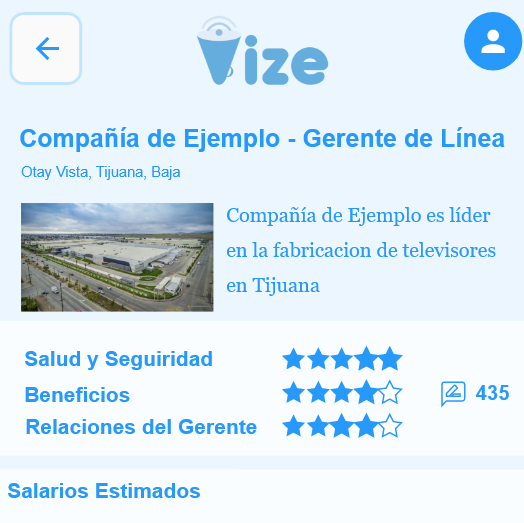 Vize
Compañía de Ejemplo - Gerente de Línea
Otay Vista, Tijuana, Baja
Compañía de Ejemplo es líder
en la fabricacion de televisores
en Tijuana
Salud y Seguiridad
Beneficios
435
Relaciones del Gerente
Salarios Estimados